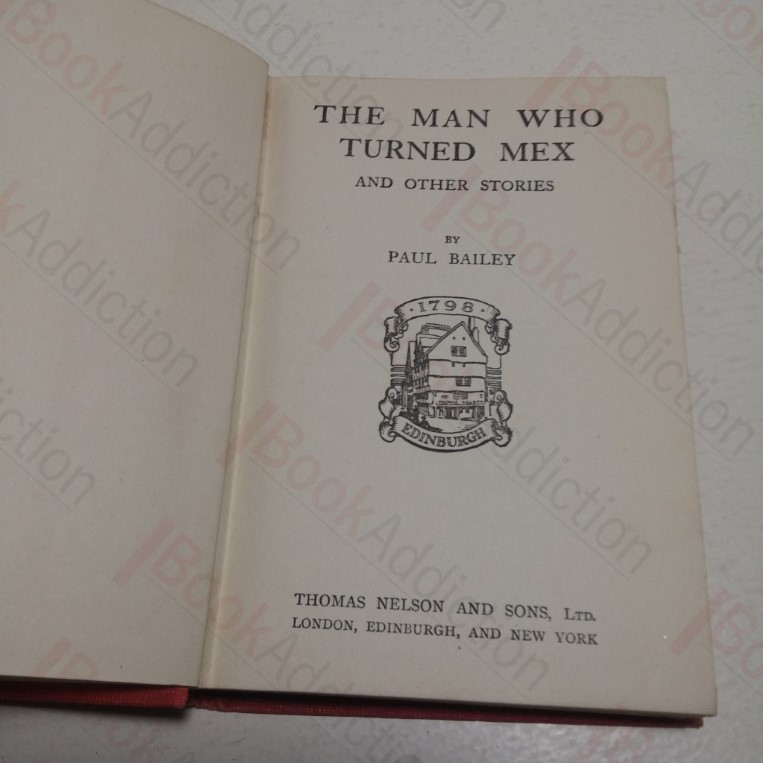 THE MAN WHO
TURNED MEX
AND OTHER STORIES
BY
PAUL BAILEY
· 1798 ·
EDINBURGH
THOMAS NELSON AND SONS, LTD.
LONDON, EDINBURGH, AND NEW YORK
BookAddiction